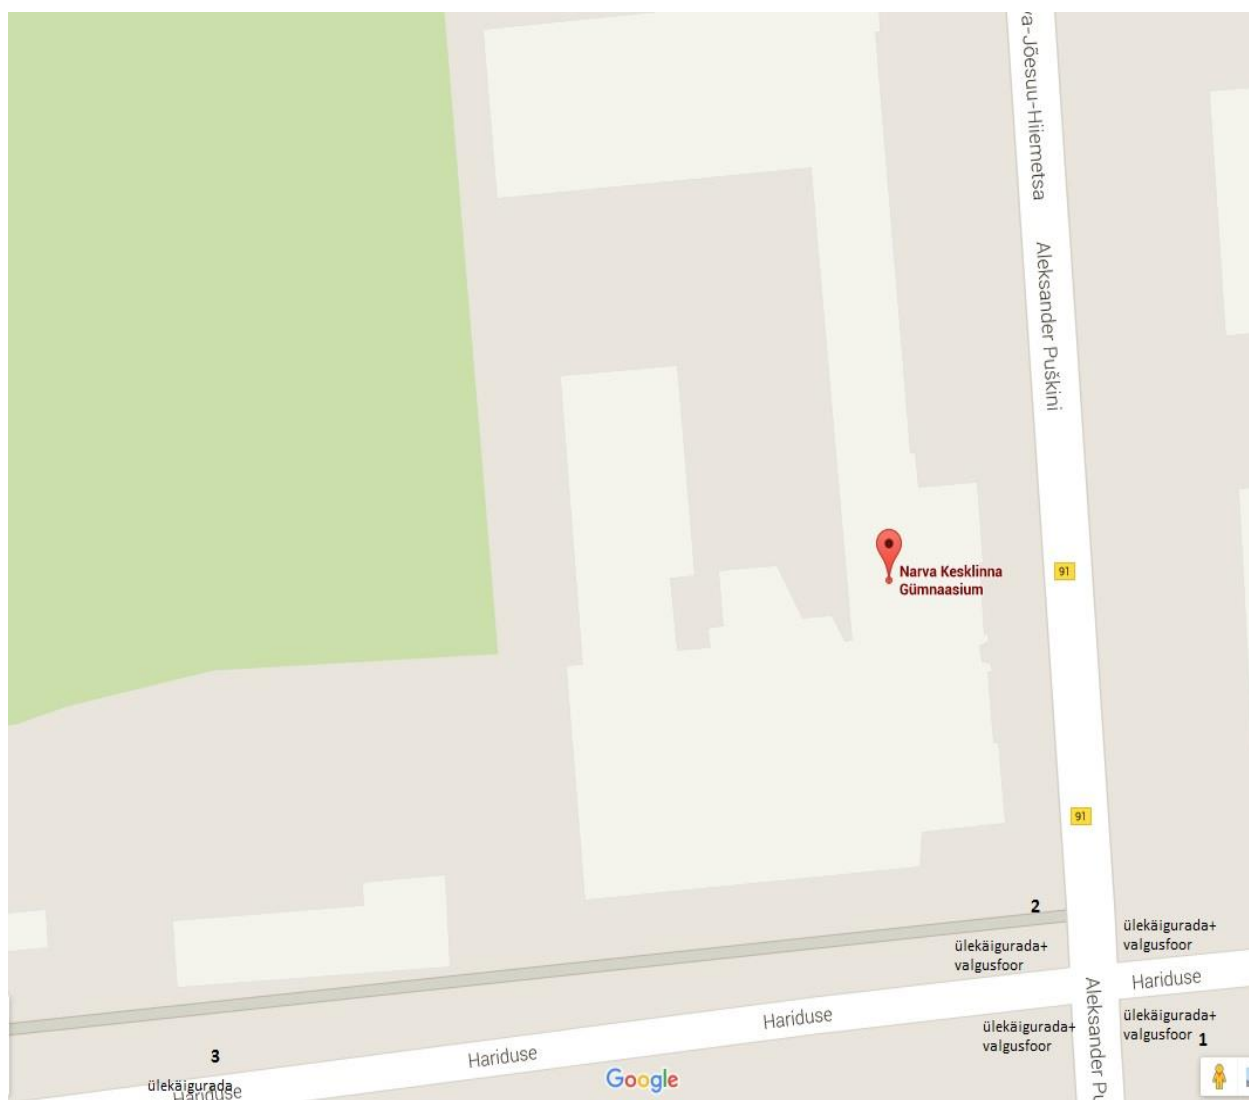 va-Jõesuu-Hiiemetsa
Aleksander Puškini
Narva Kesklinna
Gümnaasium
91
91
2
ülekäigurada+
valgusfoor
ülekäigurada+
valgusfoor
Hariduse
Hariduse
Aleksander Pu
ülekäigurada+
valgusfoor
ülekäigurada+
valgusfoor 1
3
Hariduse
ülekäigurada
Hariduse
Google